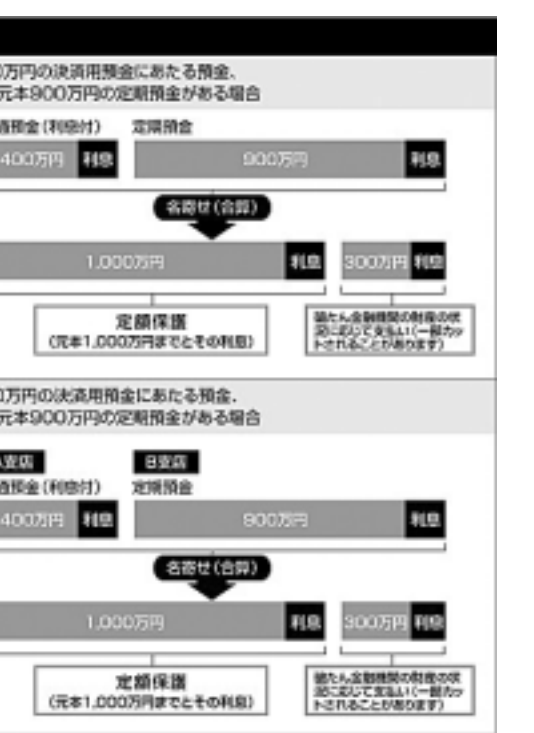 万円の決済用預金にあたる預金、
元本900万円の定期預金がある場合
預金(利息付) 定期預金
400万円 利息 900万円 利息
名寄せ(合算)
1,000万円 利息 300万円 利息
定額保護
(元本1,000万円までとその利息)
破たん金融機関の財産の状
況に応じて支払い(一部カッ
トされることがあります)
万円の決済用預金にあたる預金、
元本900万円の定期預金がある場合
支店 B支店
預金(利息付) 定期預金
400万円 利息 900万円 利息
名寄せ(合算)
1,000万円 利息 300万円 利息
定額保護
(元本1,000万円までとその利息)
破たん金融機関の財産の状
況に応じて支払い(一部カッ
トされることがあります)